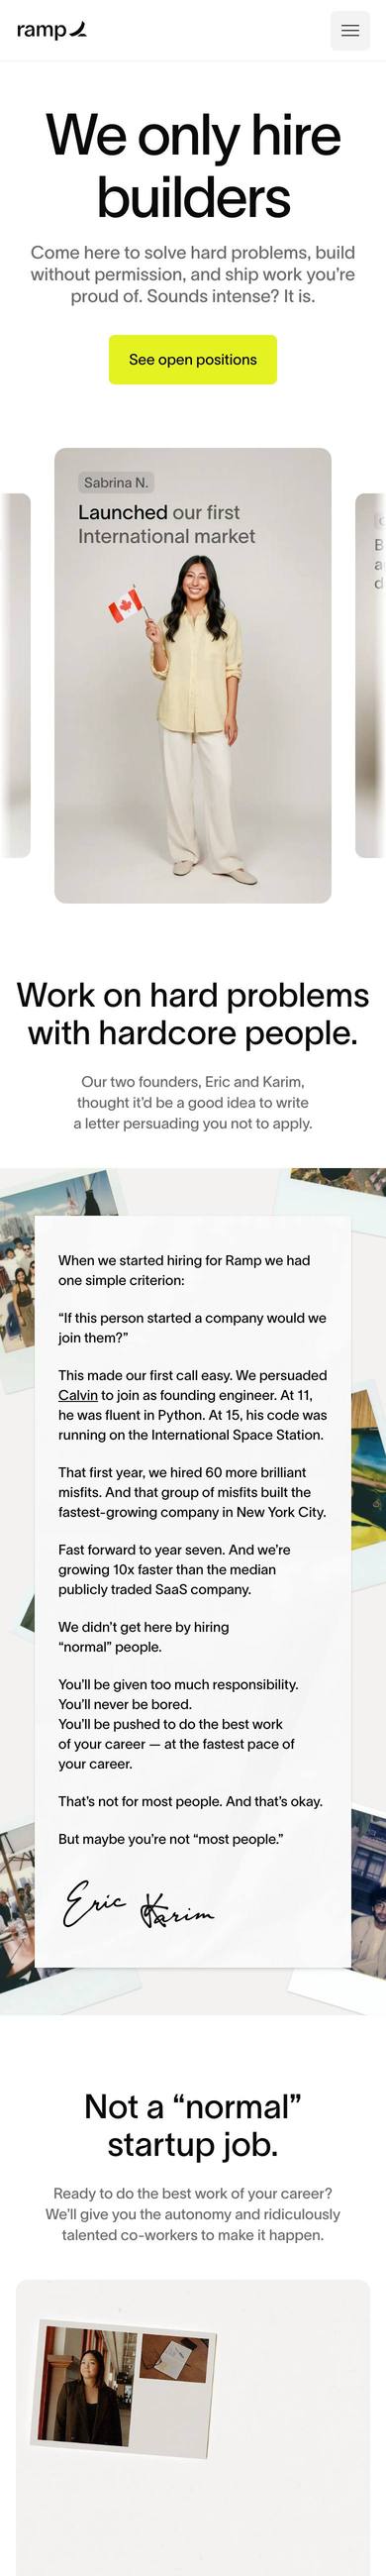 ramp
We only hire
builders
Come here to solve hard problems, build
without permission, and ship work you’re
proud of. Sounds intense? It is.
See open positions
Sabrina N.
Launched our first
International market
Work on hard problems
with hardcore people.
Our two founders, Eric and Karim,
thought it’d be a good idea to write
a letter persuading you not to apply.
When we started hiring for Ramp we had
one simple criterion:
“If this person started a company would we
join them?”
This made our first call easy. We persuaded
Calvin to join as founding engineer. At 11,
he was fluent in Python. At 15, his code was
running on the International Space Station.
That first year, we hired 60 more brilliant
misfits. And that group of misfits built the
fastest-growing company in New York City.
Fast forward to year seven. And we’re
growing 10x faster than the median
publicly traded SaaS company.
We didn’t get here by hiring
“normal” people.
You’ll be given too much responsibility.
You’ll never be bored.
You’ll be pushed to do the best work
of your career — at the fastest pace of
your career.
That’s not for most people. And that’s okay.
But maybe you’re not “most people.”
Eric Karim
Not a “normal”
startup job.
Ready to do the best work of your career?
We’ll give you the autonomy and ridiculously
talented co-workers to make it happen.